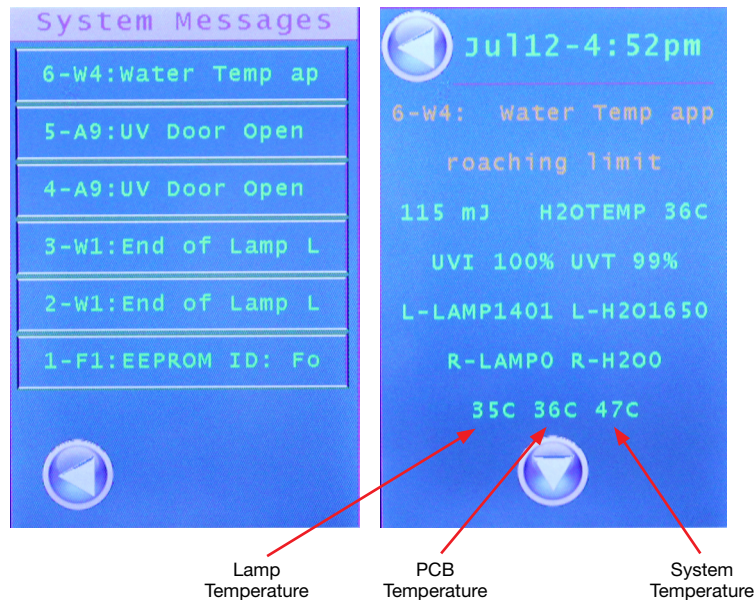 System Messages
6-W4:Water Temp ap
5-A9:UV Door Open
4-A9:UV Door Open
3-W1:End of Lamp L
2-W1:End of Lamp L
1-F1:EEPROM ID: Fo
Jul12-4:52pm
6-W4: Water Temp app
roaching limit
115 mJ H2OTEMP 36C
UVI 100% UVT 99%
L-LAMP1401 L-H2O1650
R-LAMP0 R-H2O0
35C 36C 47C
Lamp
Temperature
PCB
Temperature
System
Temperature